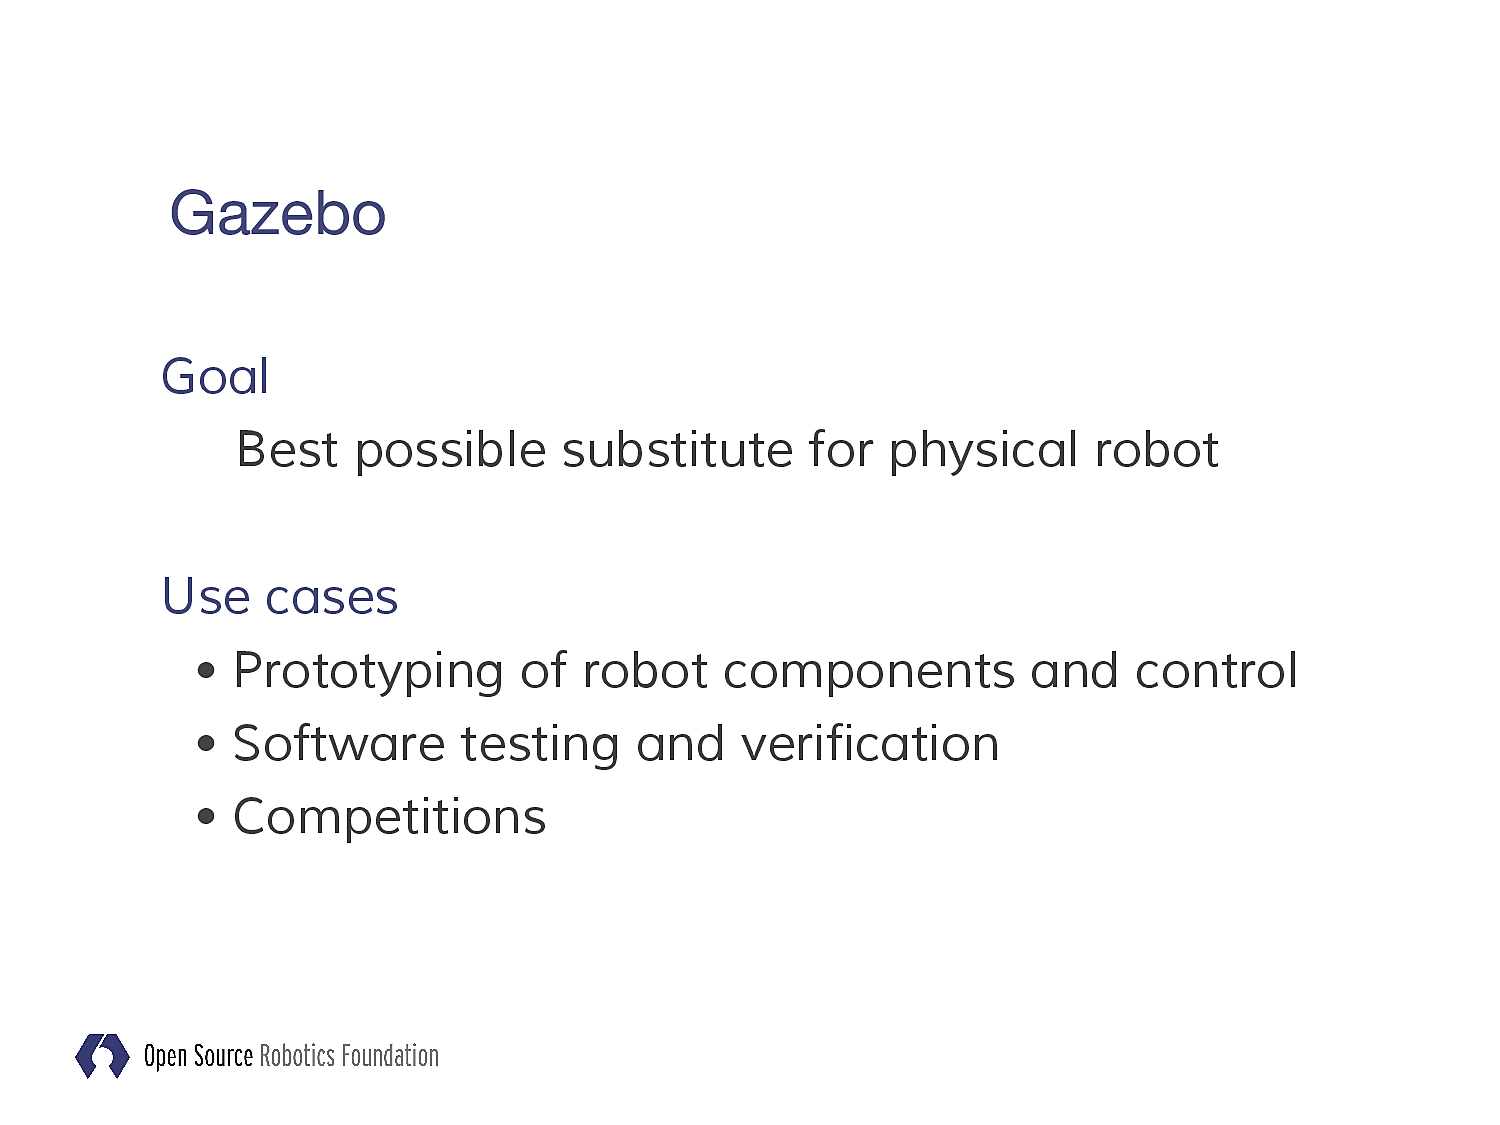 Gazebo
Goal
Best possible substitute for physical robot
Use cases
• Prototyping of robot components and control
• Software testing and verification
• Competitions
Open Source Robotics Foundation